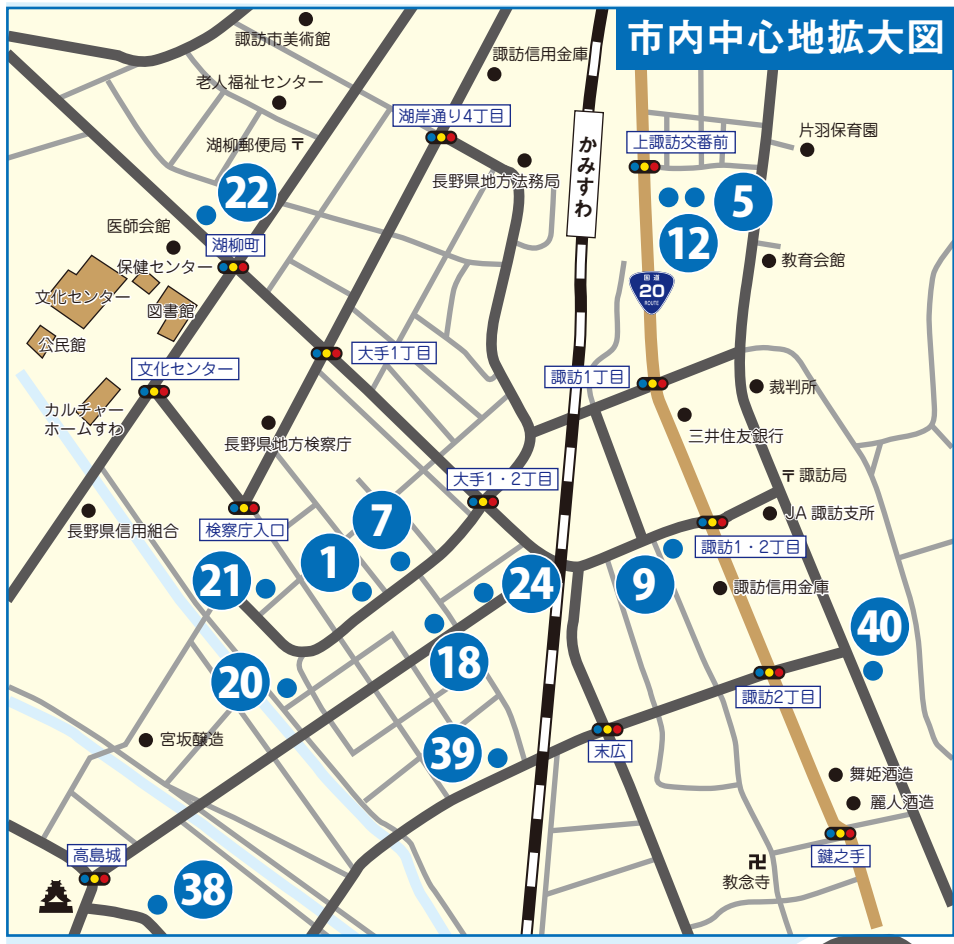 市内中心地拡大図
諏訪市美術館
諏訪信用金庫
老人福祉センター
湖岸通り4丁目
湖柳郵便局 〒
上諏訪交番前
片羽保育園
かみすわ
長野県地方法務局
22
5
医師会館
湖柳町
12
保健センター
教育会館
文化センター
国道
20
ROUTE
図書館
公民館
大手1丁目
文化センター
諏訪1丁目
裁判所
カルチャー
ホームすわ
長野県地方検察庁
三井住友銀行
大手1・2丁目
〒諏訪局
7
長野県信用組合
検察庁入口
JA 諏訪支所
諏訪1・2丁目
1
21
24
9
諏訪信用金庫
40
18
20
諏訪2丁目
39
宮坂醸造
末広
舞姫酒造
麗人酒造
高島城
鍵之手
卍
教念寺
38